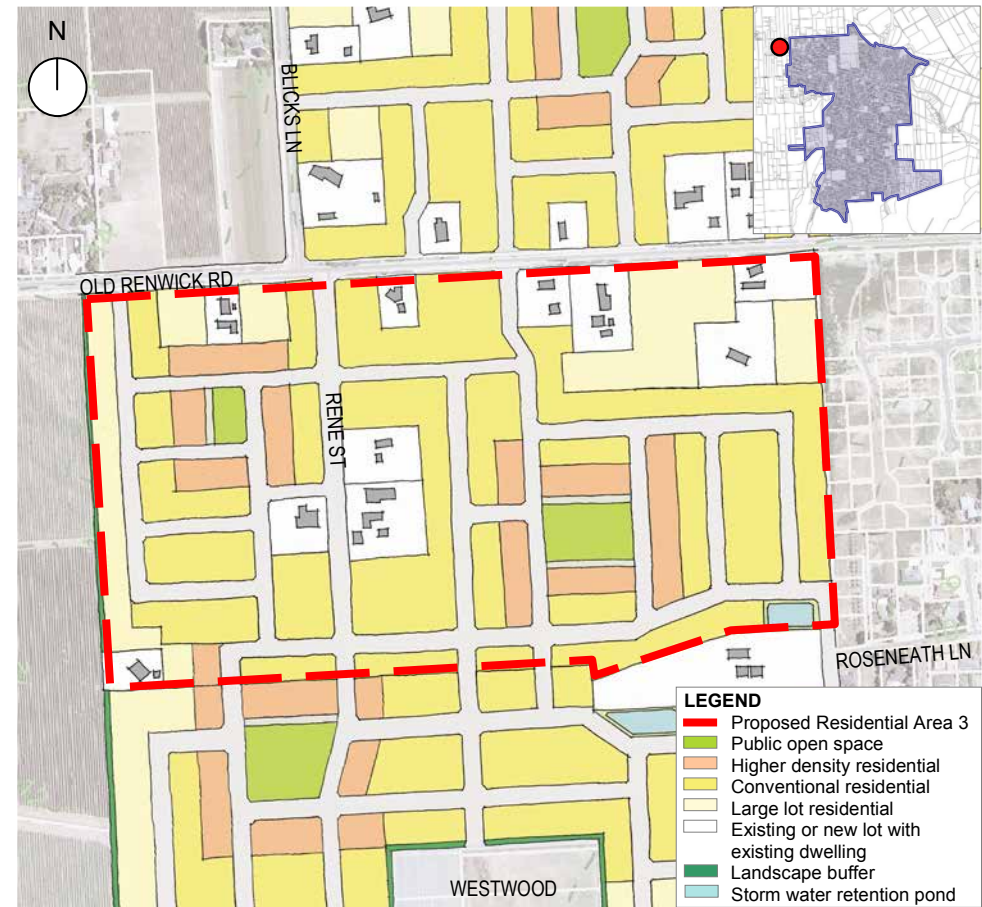 N
BLICKS LN
OLD RENWICK RD
RENE ST
ROSENEATH LN
WESTWOOD
LEGEND
Proposed Residential Area 3
Public open space
Higher density residential
Conventional residential
Large lot residential
Existing or new lot with
existing dwelling
Landscape buffer
Storm water retention pond